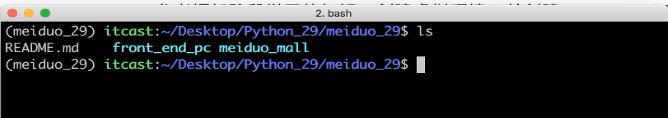 2. bash
(meiduo_29) itcast:~/Desktop/Python_29/meiduo_29$ ls
README.md    front_end_pc meiduo_mall
(meiduo_29) itcast:~/Desktop/Python_29/meiduo_29$